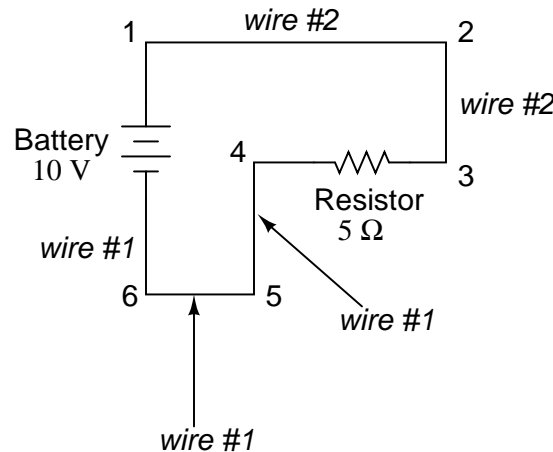 wire #2
1
2
wire #2
Battery
10 V
4
3
Resistor
5 Ω
wire #1
6
5
wire #1
wire #1